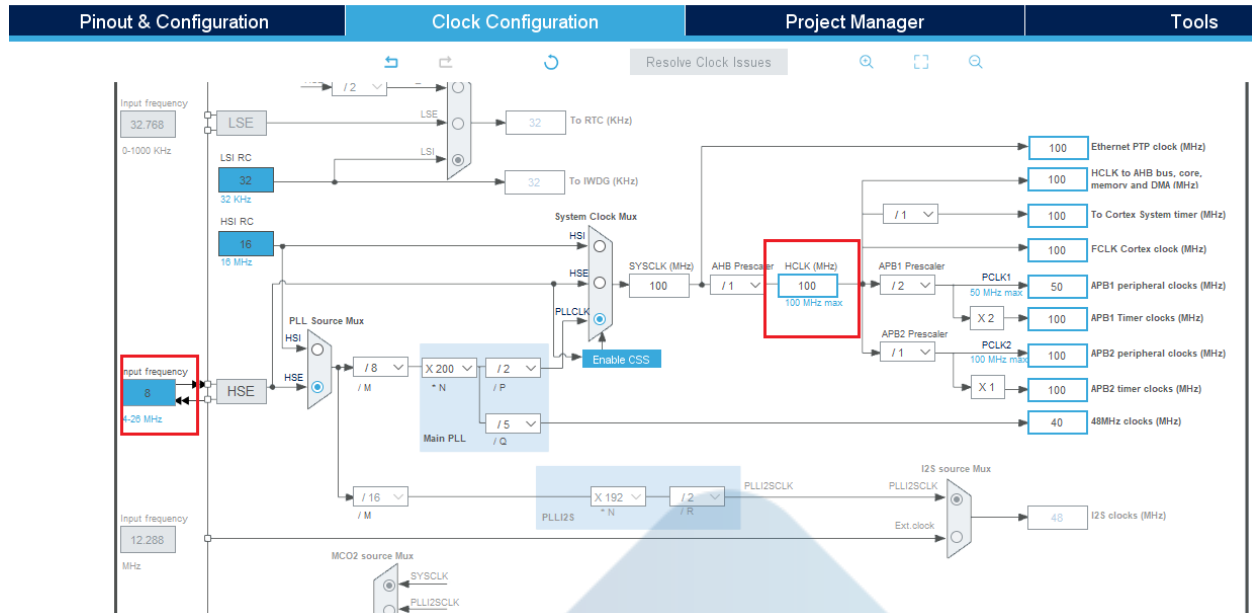 Pinout & Configuration
Clock Configuration
Project Manager
Tools
Resolve Clock Issues
Input frequency
32.768
0-1000 KHz
LSE
/ 2
LSE
LSI
32
To RTC (KHz)
LSI RC
32
32 KHz
32
To IWDG (KHz)
HSI RC
16
16 MHz
System Clock Mux
HSI
HSE
PLLCLK
Enable CSS
SYSCLK (MHz)
100
AHB Prescaler
/ 1
HCLK (MHz)
100
100 MHz max
100
Ethernet PTP clock (MHz)
100
HCLK to AHB bus, core,
memory and DMA (MHz)
/ 1
100
To Cortex System timer (MHz)
100
FCLK Cortex clock (MHz)
APB1 Prescaler
/ 2
PCLK1
50 MHz max
50
APB1 peripheral clocks (MHz)
X 2
100
APB1 Timer clocks (MHz)
APB2 Prescaler
/ 1
PCLK2
100 MHz max
100
APB2 peripheral clocks (MHz)
X 1
100
APB2 timer clocks (MHz)
40
48MHz clocks (MHz)
PLL Source Mux
HSI
HSE
Input frequency
8
4-26 MHz
HSE
/ 8
/ M
X 200
* N
/ 2
/ P
/ 5
/ Q
Main PLL
/ 16
/ M
X 192
* N
/ 2
/ R
PLLI2S
PLLI2SCLK
I2S source Mux
PLLI2SCLK
Ext.clock
48
I2S clocks (MHz)
Input frequency
12.288
MHz
MCO2 source Mux
SYSCLK
PLLI2SCLK